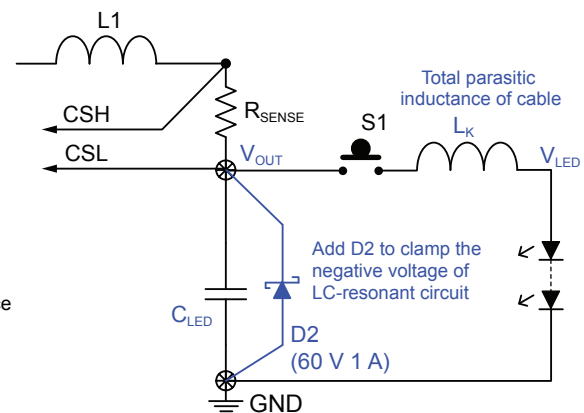 L1
Total parasitic
inductance of cable
CSH
RSENSE
S1
LK
CSL
VOUT
VLED
Add D2 to clamp the
negative voltage of
LC-resonant circuit
ce
CLED
D2
(60 V 1 A)
GND